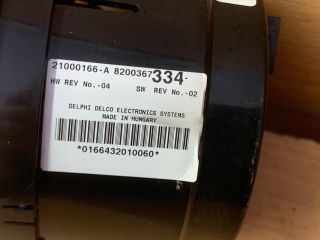 21000166-A 8200367334-
HW REV No.-04 SW REV No.-02
DELPHI DELCO ELECTRONICS SYSTEMS
MADE IN HUNGARY
*0166432010060*